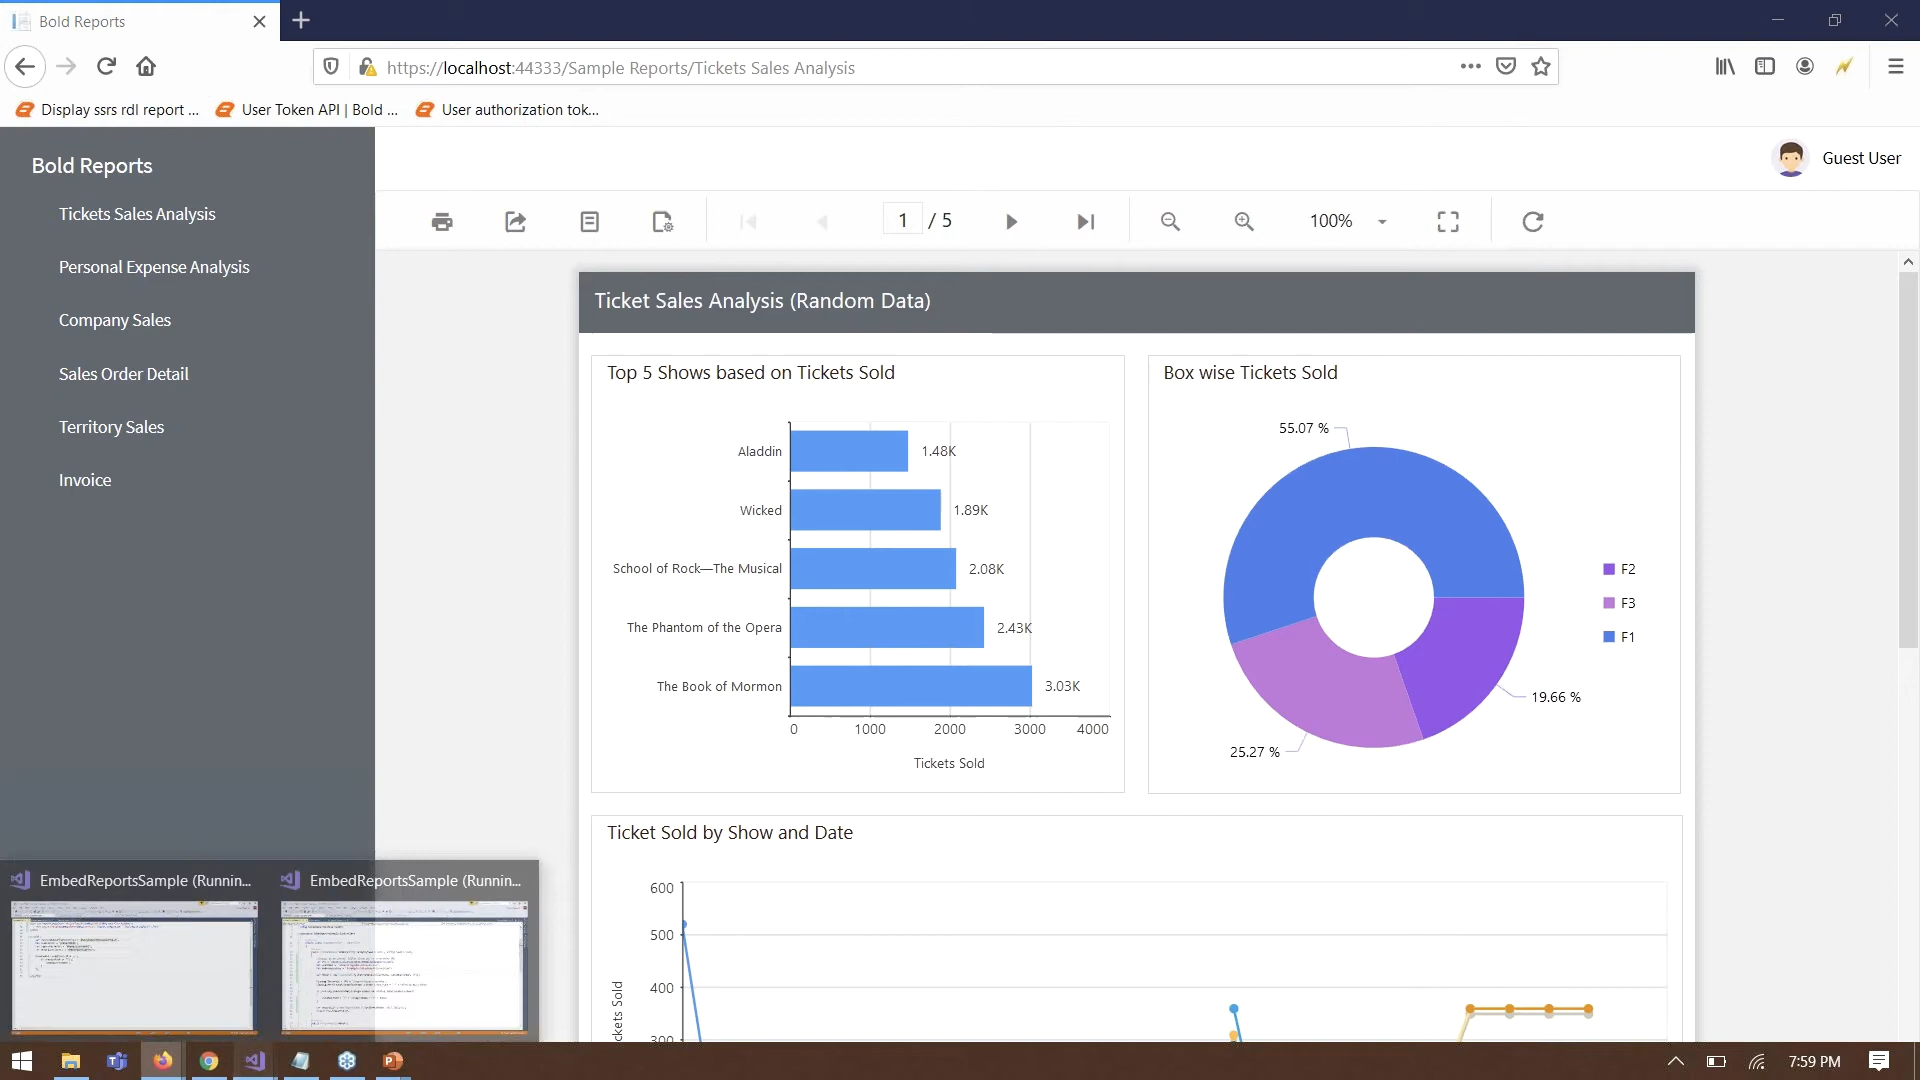 Bold Reports
https://localhost:44333/Sample Reports/Tickets Sales Analysis
Display ssrs rdl report ...
User Token API | Bold ...
User authorization tok...
Bold Reports
Guest User
Tickets Sales Analysis
Personal Expense Analysis
Company Sales
Sales Order Detail
Territory Sales
Invoice
1 / 5
100%
Ticket Sales Analysis (Random Data)
Top 5 Shows based on Tickets Sold
Aladdin 1.48K
Wicked 1.89K
School of Rock—The Musical 2.08K
The Phantom of the Opera 2.43K
The Book of Mormon 3.03K
0 1000 2000 3000 4000
Tickets Sold
Box wise Tickets Sold
55.07 %
F2
F3
F1
19.66 %
25.27 %
Ticket Sold by Show and Date
600
500
400
300
ckets Sold
EmbedReportsSample (Runnin...
EmbedReportsSample (Runnin...
7:59 PM